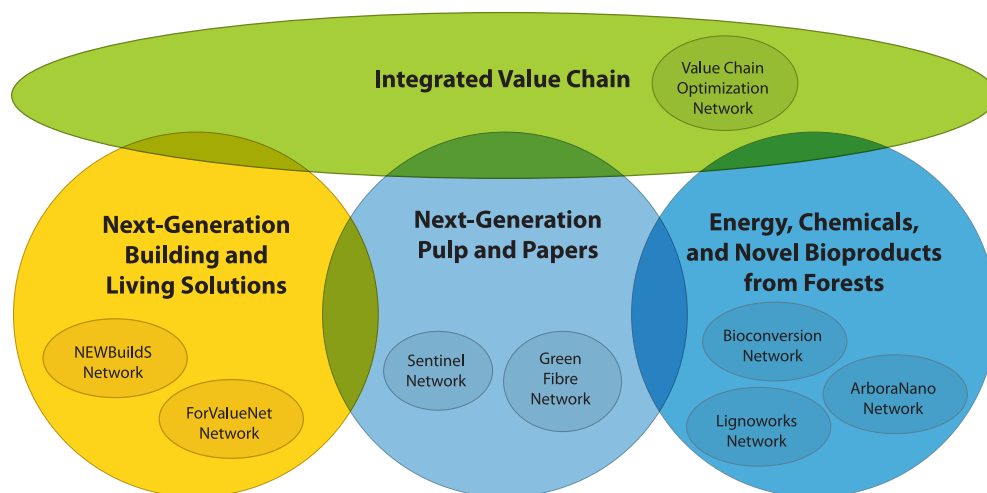 Integrated Value Chain
Value Chain
Optimization
Network
Next-Generation
Building and
Living Solutions
NEWBuildS
Network
ForValueNet
Network
Next-Generation
Pulp and Papers
Sentinel
Network
Green
Fibre
Network
Energy, Chemicals,
and Novel Bioproducts
from Forests
Bioconversion
Network
ArboraNano
Network
Lignoworks
Network